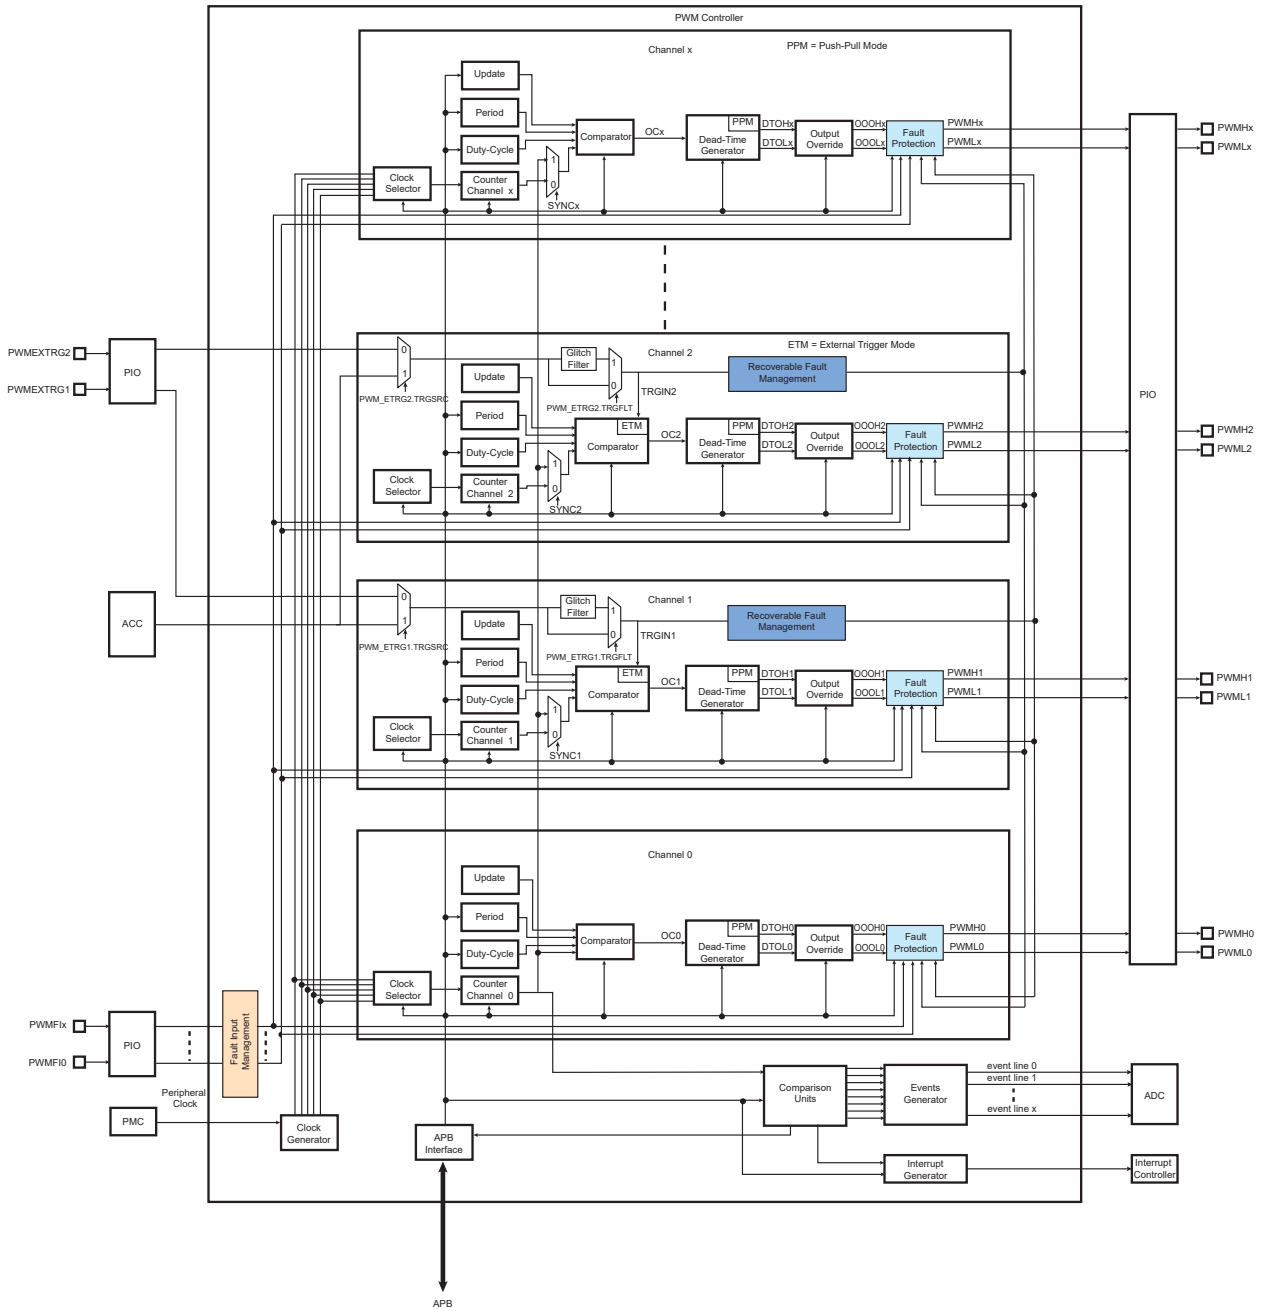 PWM Controller
Channel x
PPM = Push-Pull Mode
Update
Period
Comparator
OCx
PPM
Dead-Time
Generator
DTOHx
DTOLx
Output
Override
OOOHx
OOOLx
Fault
Protection
PWMHx
PWMLx
PWMHx
PWMLx
Duty-Cycle
Clock
Selector
Counter
Channel x
1
0
SYNCx
PIO
PWMEXTRG2
PWMEXTRG1
PIO
0
1
PWM_ETRG2.TRGSRC
Glitch
Filter
1
0
PWM_ETRG2.TRGFLT
Channel 2
ETM = External Trigger Mode
Recoverable Fault
Management
TRGIN2
Update
Period
ETM
Comparator
OC2
PPM
Dead-Time
Generator
DTOH2
DTOL2
Output
Override
OOOH2
OOOL2
Fault
Protection
PWMH2
PWML2
PWMH2
PWML2
Duty-Cycle
Clock
Selector
Counter
Channel 2
1
0
SYNC2
ACC
0
1
PWM_ETRG1.TRGSRC
Glitch
Filter
1
0
PWM_ETRG1.TRGFLT
Channel 1
Recoverable Fault
Management
TRGIN1
Update
Period
ETM
Comparator
OC1
PPM
Dead-Time
Generator
DTOH1
DTOL1
Output
Override
OOOH1
OOOL1
Fault
Protection
PWMH1
PWML1
PWMH1
PWML1
Duty-Cycle
Clock
Selector
Counter
Channel 1
1
0
SYNC1
Channel 0
Update
Period
Comparator
OC0
PPM
Dead-Time
Generator
DTOH0
DTOL0
Output
Override
OOOH0
OOOL0
Fault
Protection
PWMH0
PWML0
PWMH0
PWML0
Duty-Cycle
Clock
Selector
Counter
Channel 0
PWMFIx
PWMFI0
PIO
Fault Input
Management
Peripheral
Clock
PMC
Clock
Generator
APB
Interface
Comparison
Units
Events
Generator
event line 0
event line 1
event line x
ADC
Interrupt
Generator
Interrupt
Controller
APB